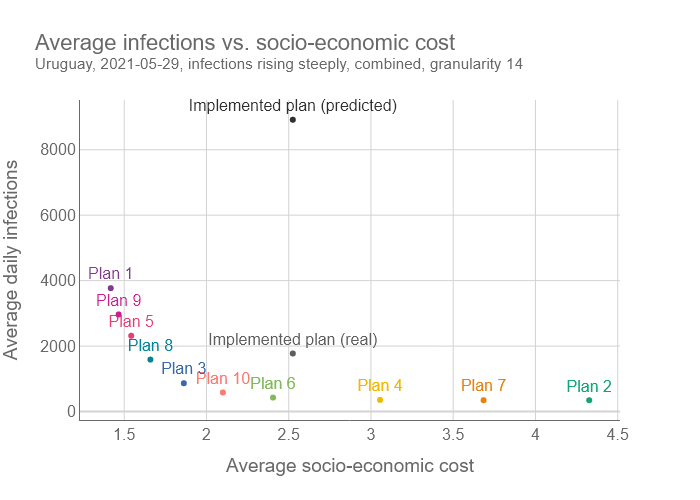 Average infections vs. socio-economic cost
Uruguay, 2021-05-29, infections rising steeply, combined, granularity 14
Implemented plan (predicted)
8000
6000
4000
2000
0
Average daily infections
Plan 1
Plan 9
Plan 5
Plan 8
Implemented plan (real)
Plan 3
Plan 10
Plan 6
Plan 4
Plan 7
Plan 2
1.5
2
2.5
3
3.5
4
4.5
Average socio-economic cost